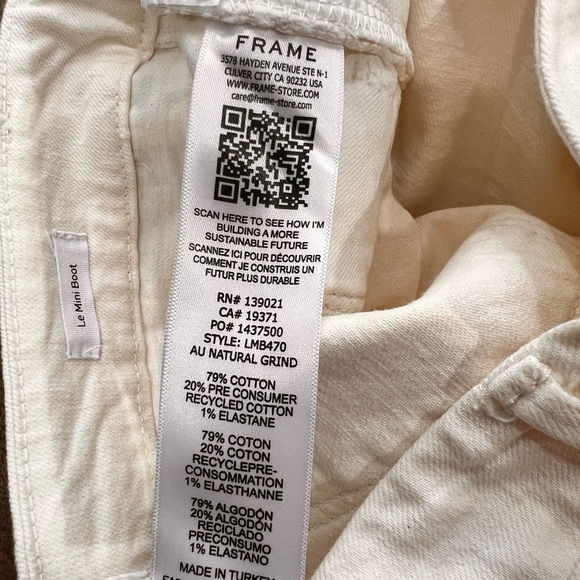 FRAME
3578 HAYDEN AVENUE STE N-1
CULVER CITY CA 90232 USA
WWW.FRAME-STORE.COM
care@frame-store.com
SCAN HERE TO SEE HOW I'M
BUILDING A MORE
SUSTAINABLE FUTURE
SCANNEZ ICI POUR DÉCOUVRIR
COMMENT JE CONSTRUIS UN
FUTUR PLUS DURABLE
RN# 139021
CA# 19371
PO# 1437500
STYLE: LMB470
AU NATURAL GRIND
79% COTTON
20% PRE CONSUMER
RECYCLED COTTON
1% ELASTANE
79% COTON
20% COTON
RECYCLEPRE-
CONSOMMATION
1% ELASTHANNE
79% ALGODÓN
20% ALGODÓN
RECICLADO
PRECONSUMO
1% ELASTANO
MADE IN TURKEY
Le Mini Boot